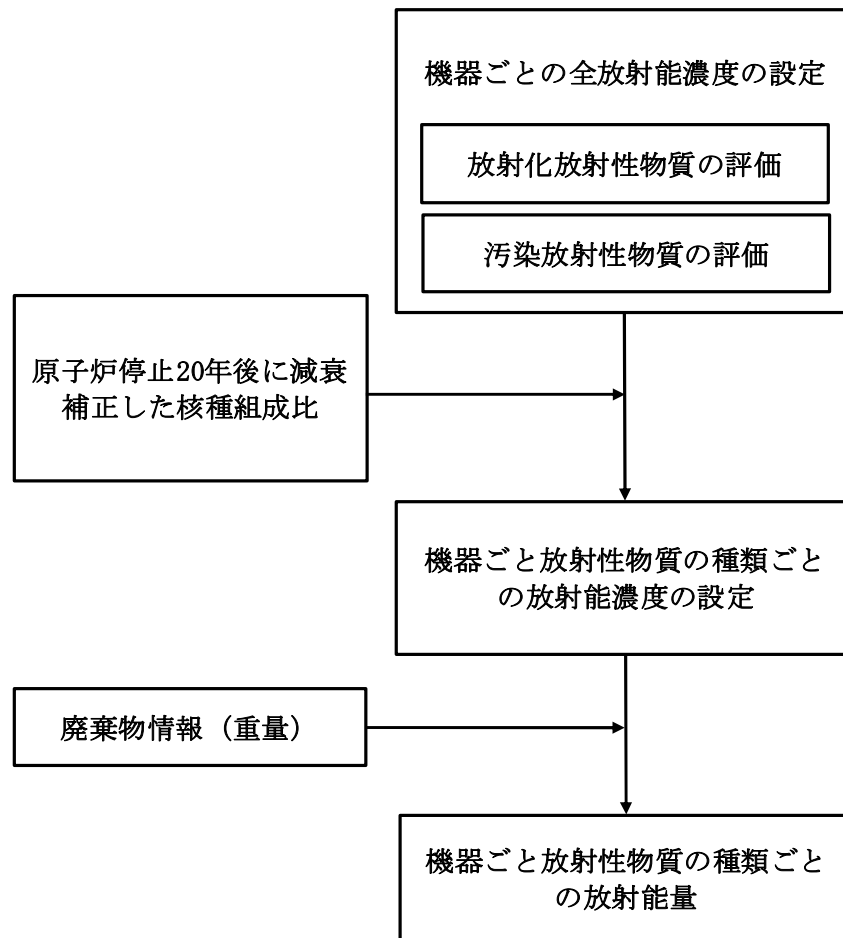 機器ごとの全放射能濃度の設定
放射化放射性物質の評価
汚染放射性物質の評価
原子炉停止20年後に減衰
補正した核種組成比
機器ごと放射性物質の種類ごと
の放射能濃度の設定
廃棄物情報（重量）
機器ごと放射性物質の種類ごと
の放射能量